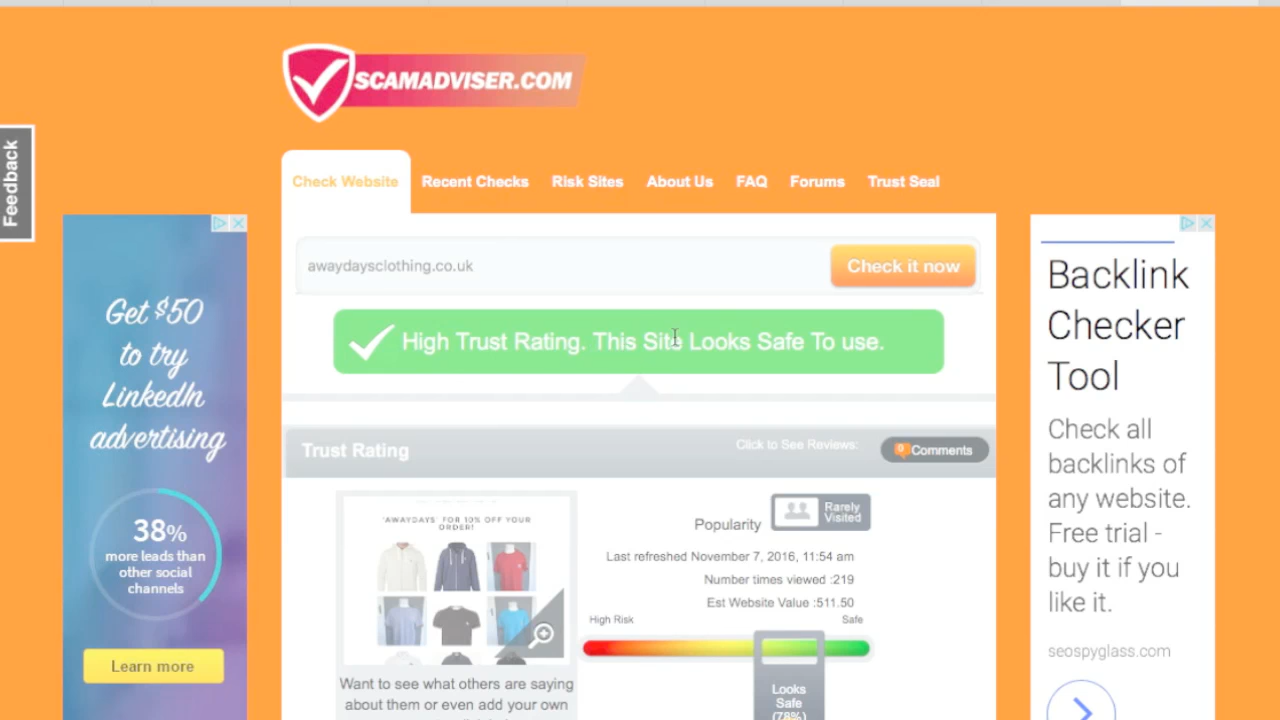 SCAMADVISER.COM
Feedback
Check Website
Recent Checks
Risk Sites
About Us
FAQ
Forums
Trust Seal
awaydaysclothing.co.uk
Check it now
High Trust Rating. This Site Looks Safe To use.
Trust Rating
Click to See Reviews:
0 Comments
"AWAYDAYS" FOR 10% OFF YOUR
ORDER!
Want to see what others are saying
about them or even add your own
Popularity
Rarely
Visited
Last refreshed November 7, 2016, 11:54 am
Number times viewed :219
Est Website Value :511.50
High Risk
Safe
Looks
Safe
(78%)
Get $50
to try
LinkedIn
advertising
38%
more leads than
other social
channels
Learn more
Backlink
Checker
Tool
Check all
backlinks of
any website.
Free trial -
buy it if you
like it.
seospyglass.com